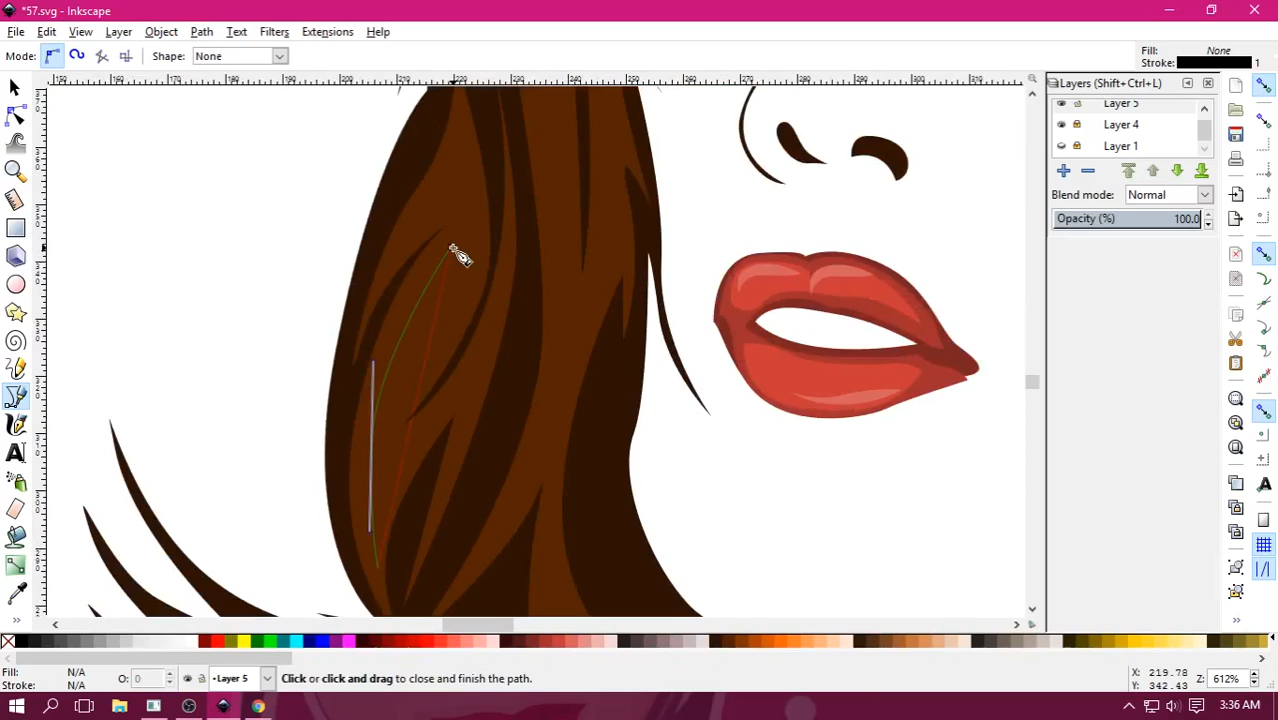 *57.svg - Inkscape
File Edit View Layer Object Path Text Filters Extensions Help
Mode: Shape: None
Fill: None
Stroke: 1
Layers (Shift+Ctrl+L)
Layer 5
Layer 4
Layer 1
Blend mode: Normal
Opacity (%) 100.0
Fill: N/A
Stroke: N/A
O: 0
Layer 5
Click or click and drag to close and finish the path.
X: 219.78
Y: 342.43
Z: 612%
3:36 AM